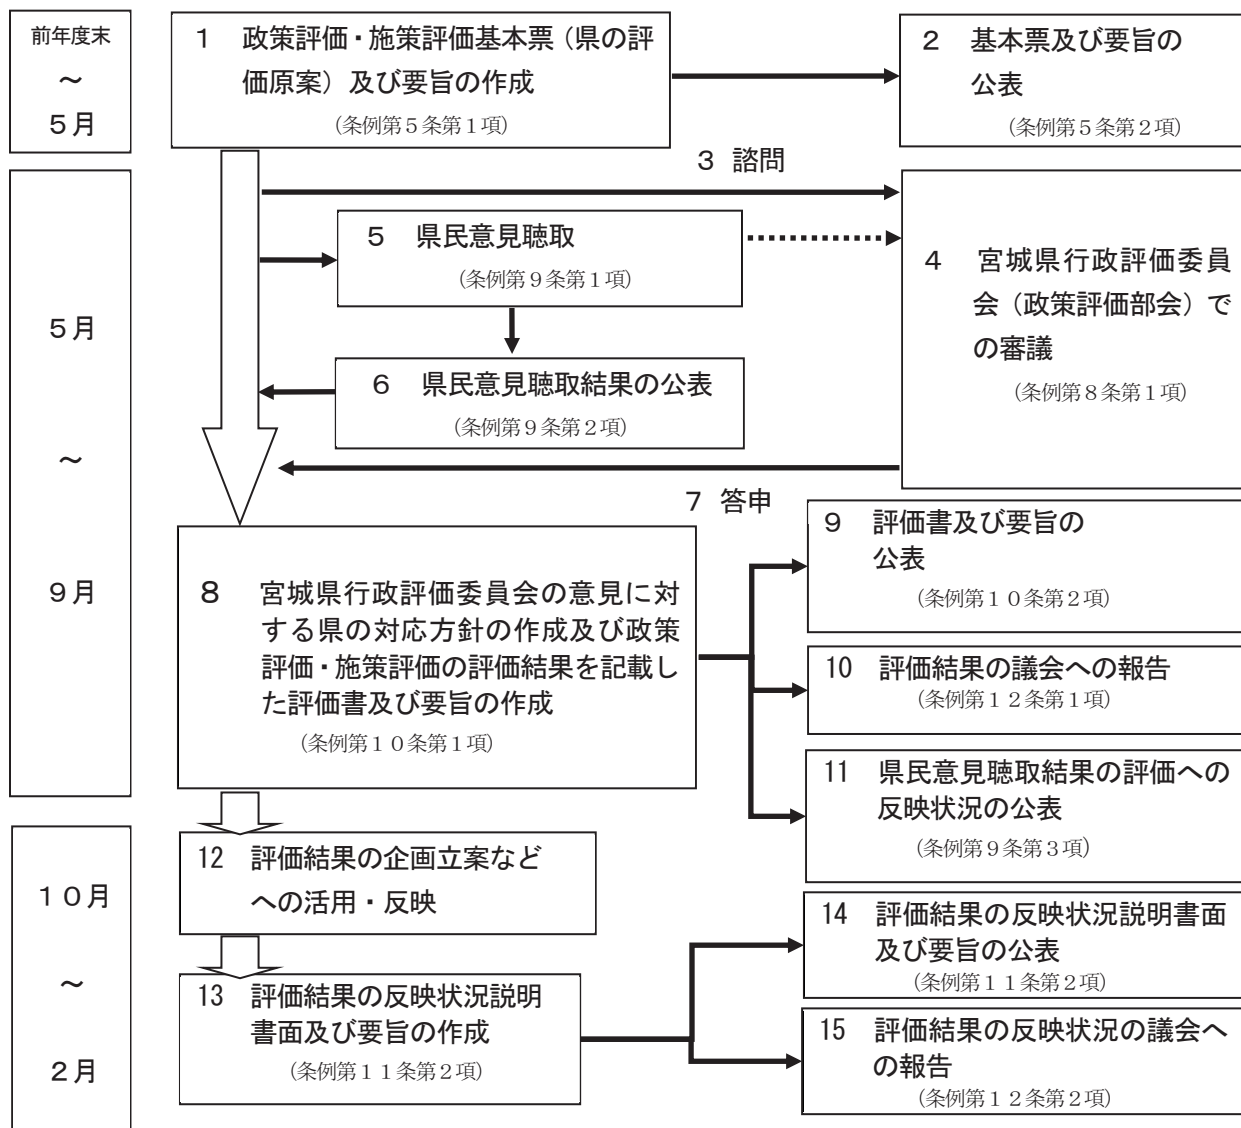 前年度末
～
５月
１　政策評価・施策評価基本票（県の評
価原案）及び要旨の作成
（条例第５条第１項）
２　基本票及び要旨の
公表
（条例第５条第２項）
３ 諮問
５月
～
９月
５　県民意見聴取
（条例第９条第１項）
４　宮城県行政評価委員
会（政策評価部会）で
の審議
（条例第８条第１項）
６　県民意見聴取結果の公表
（条例第９条第２項）
７ 答申
８　宮城県行政評価委員会の意見に対
する県の対応方針の作成及び政策
評価・施策評価の評価結果を記載し
た評価書及び要旨の作成
（条例第１０条第１項）
９　評価書及び要旨の
公表
（条例第１０条第２項）
10　評価結果の議会への報告
（条例第１２条第１項）
11　県民意見聴取結果の評価への
反映状況の公表
（条例第９条第３項）
１０月
～
２月
12　評価結果の企画立案など
への活用・反映
13　評価結果の反映状況説明
書面及び要旨の作成
（条例第１１条第２項）
14　評価結果の反映状況説明書面
及び要旨の公表
（条例第１１条第２項）
15　評価結果の反映状況の議会へ
の報告
（条例第１２条第２項）